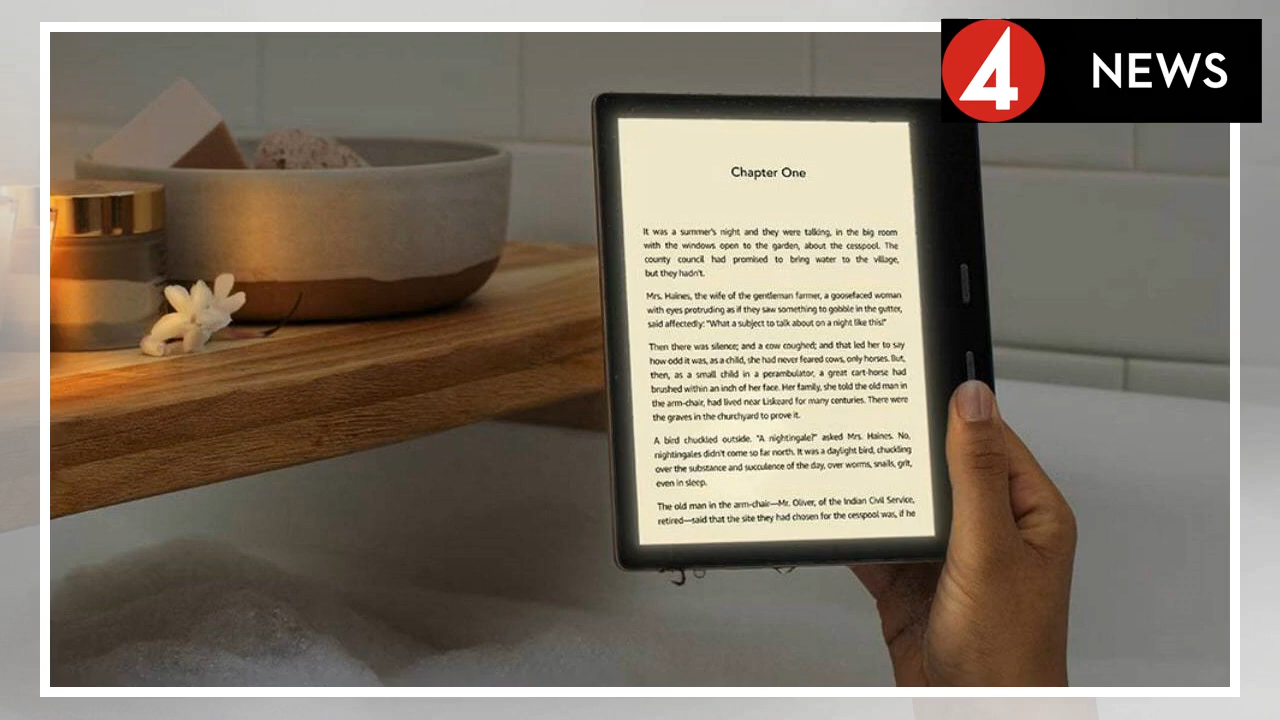 4 NEWS
Chapter One
It was a summer's night and they were talking, in the big room
with the windows open to the garden, about the cesspool. The
county council had promised to bring water to the village,
but they hadn't.
Mrs. Haines, the wife of the gentleman farmer, a goosefaced woman
with eyes protruding as if they saw something to gobble in the gutter,
said affectedly: "What a subject to talk about on a night like this!"
Then there was silence; and a cow coughed; and that led her to say
how odd it was, as a child, she had never feared cows, only horses. But,
then, as a small child in a perambulator, a great cart-horse had
brushed within an inch of her face. Her family, she told the old man in
the arm-chair, had lived near Liskeard for many centuries. There were
the graves in the churchyard to prove it.
A bird chuckled outside. "A nightingale?" asked Mrs. Haines. No,
nightingales didn't come so far north. It was a daylight bird, chuckling
over the substance and succulence of the day, over worms, snails, grit,
even in sleep.
The old man in the arm-chair—Mr. Oliver, of the Indian Civil Service,
retired—said that the site they had chosen for the cesspool was, if he